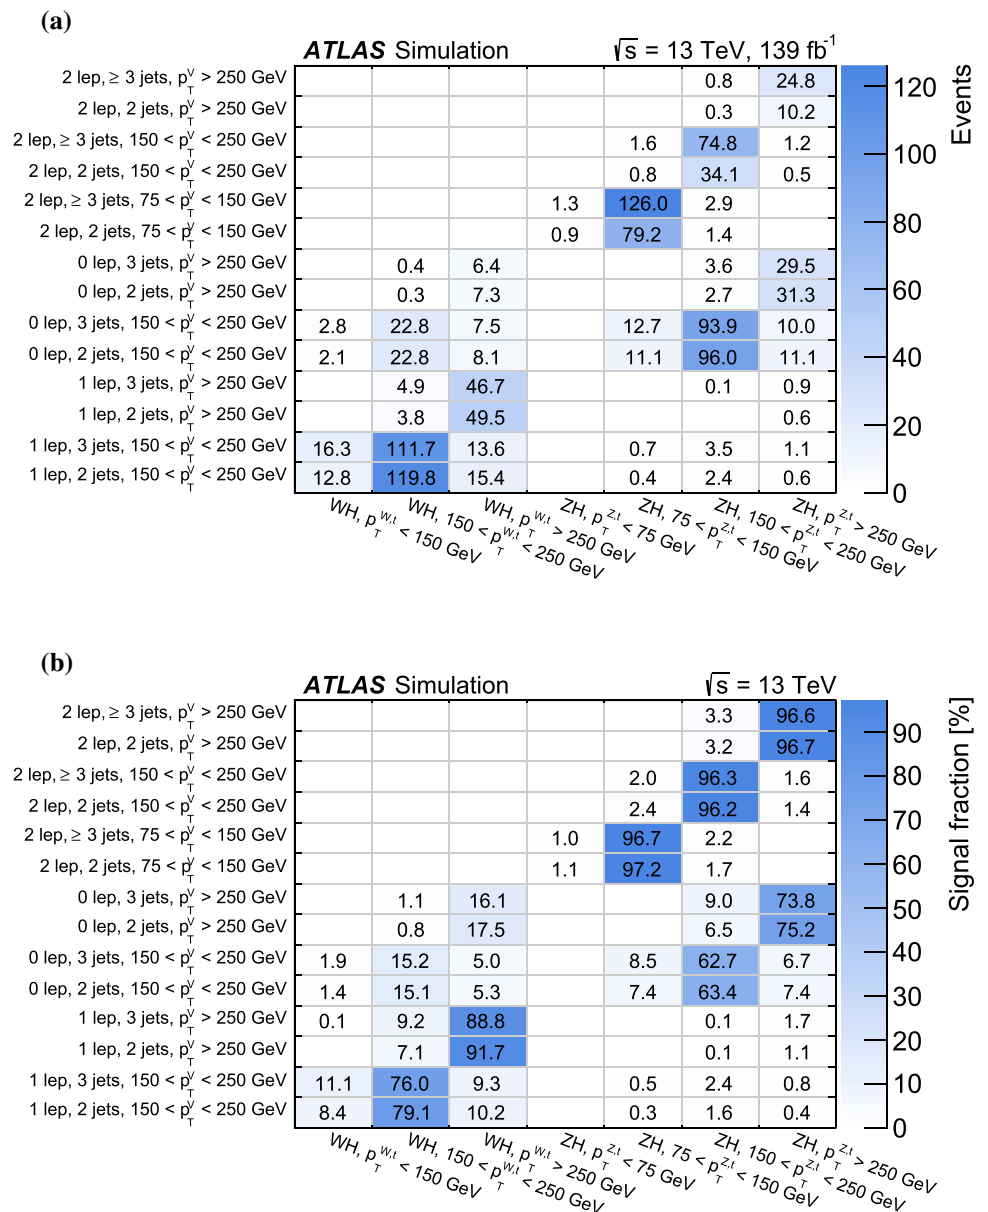 (a)
ATLAS Simulation √s = 13 TeV, 139 fb⁻¹
2 lep, ≥ 3 jets, p_T^V > 250 GeV 0.8 24.8
2 lep, 2 jets, p_T^V > 250 GeV 0.3 10.2
2 lep, ≥ 3 jets, 150 < p_T^V < 250 GeV 1.6 74.8 1.2
2 lep, 2 jets, 150 < p_T^V < 250 GeV 0.8 34.1 0.5
2 lep, ≥ 3 jets, 75 < p_T^V < 150 GeV 1.3 126.0 2.9
2 lep, 2 jets, 75 < p_T^V < 150 GeV 0.9 79.2 1.4
0 lep, 3 jets, p_T^V > 250 GeV 0.4 6.4 3.6 29.5
0 lep, 2 jets, p_T^V > 250 GeV 0.3 7.3 2.7 31.3
0 lep, 3 jets, 150 < p_T^V < 250 GeV 2.8 22.8 7.5 12.7 93.9 10.0
0 lep, 2 jets, 150 < p_T^V < 250 GeV 2.1 22.8 8.1 11.1 96.0 11.1
1 lep, 3 jets, p_T^V > 250 GeV 4.9 46.7 0.1 0.9
1 lep, 2 jets, p_T^V > 250 GeV 3.8 49.5 0.6
1 lep, 3 jets, 150 < p_T^V < 250 GeV 16.3 111.7 13.6 0.7 3.5 1.1
1 lep, 2 jets, 150 < p_T^V < 250 GeV 12.8 119.8 15.4 0.4 2.4 0.6
WH, p_T^W,t < 150 GeV
WH, 150 < p_T^W,t < 250 GeV
WH, p_T^W,t > 250 GeV
ZH, p_T^Z,t < 75 GeV
ZH, 75 < p_T^Z,t < 150 GeV
ZH, 150 < p_T^Z,t < 250 GeV
ZH, p_T^Z,t > 250 GeV
120
100
80
60
40
20
0
Events
(b)
ATLAS Simulation √s = 13 TeV
2 lep, ≥ 3 jets, p_T^V > 250 GeV 3.3 96.6
2 lep, 2 jets, p_T^V > 250 GeV 3.2 96.7
2 lep, ≥ 3 jets, 150 < p_T^V < 250 GeV 2.0 96.3 1.6
2 lep, 2 jets, 150 < p_T^V < 250 GeV 2.4 96.2 1.4
2 lep, ≥ 3 jets, 75 < p_T^V < 150 GeV 1.0 96.7 2.2
2 lep, 2 jets, 75 < p_T^V < 150 GeV 1.1 97.2 1.7
0 lep, 3 jets, p_T^V > 250 GeV 1.1 16.1 9.0 73.8
0 lep, 2 jets, p_T^V > 250 GeV 0.8 17.5 6.5 75.2
0 lep, 3 jets, 150 < p_T^V < 250 GeV 1.9 15.2 5.0 8.5 62.7 6.7
0 lep, 2 jets, 150 < p_T^V < 250 GeV 1.4 15.1 5.3 7.4 63.4 7.4
1 lep, 3 jets, p_T^V > 250 GeV 0.1 9.2 88.8 0.1 1.7
1 lep, 2 jets, p_T^V > 250 GeV 7.1 91.7 0.1 1.1
1 lep, 3 jets, 150 < p_T^V < 250 GeV 11.1 76.0 9.3 0.5 2.4 0.8
1 lep, 2 jets, 150 < p_T^V < 250 GeV 8.4 79.1 10.2 0.3 1.6 0.4
WH, p_T^W,t < 150 GeV
WH, 150 < p_T^W,t < 250 GeV
WH, p_T^W,t > 250 GeV
ZH, p_T^Z,t < 75 GeV
ZH, 75 < p_T^Z,t < 150 GeV
ZH, 150 < p_T^Z,t < 250 GeV
ZH, p_T^Z,t > 250 GeV
90
80
70
60
50
40
30
20
10
0
Signal fraction [%]